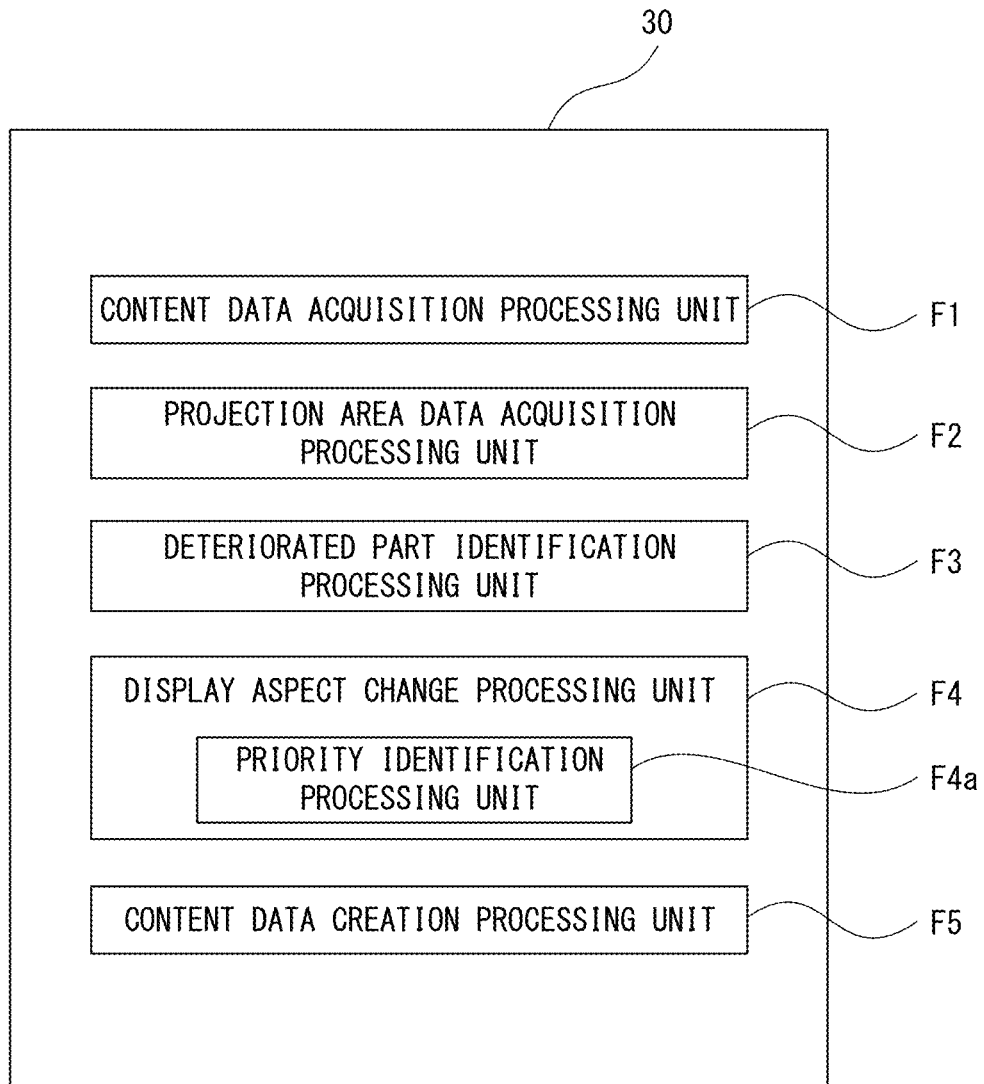 30
CONTENT DATA ACQUISITION PROCESSING UNIT
F1
PROJECTION AREA DATA ACQUISITION
PROCESSING UNIT
F2
DETERIORATED PART IDENTIFICATION
PROCESSING UNIT
F3
DISPLAY ASPECT CHANGE PROCESSING UNIT
F4
PRIORITY IDENTIFICATION
PROCESSING UNIT
F4a
CONTENT DATA CREATION PROCESSING UNIT
F5